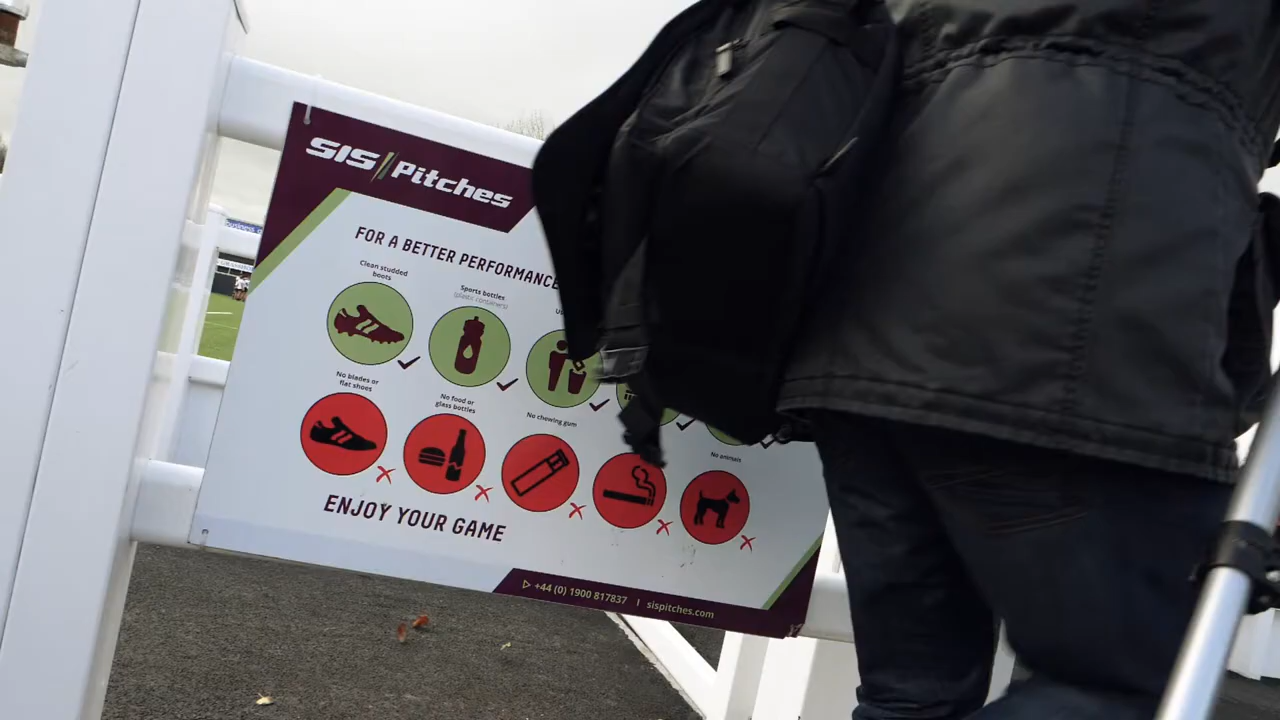 SIS Pitches
FOR A BETTER PERFORMANCE
Clean studded
boots
Sports bottles
(plastic containers)
No blades or
flat shoes
No food or
glass bottles
No chewing gum
No animals
ENJOY YOUR GAME
+44 (0) 1900 817837 | sispitches.com